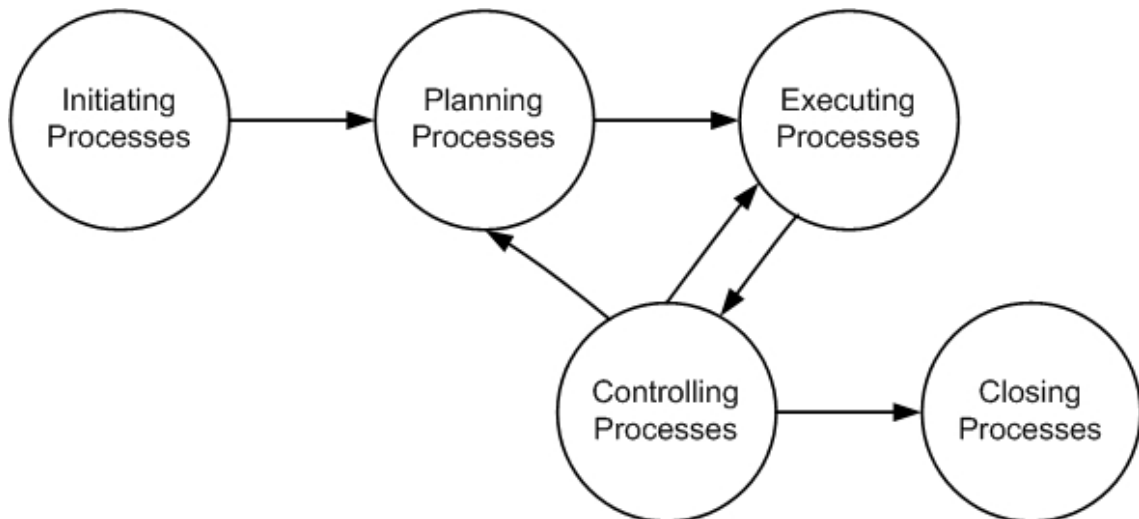 Initiating
Processes
Planning
Processes
Executing
Processes
Controlling
Processes
Closing
Processes